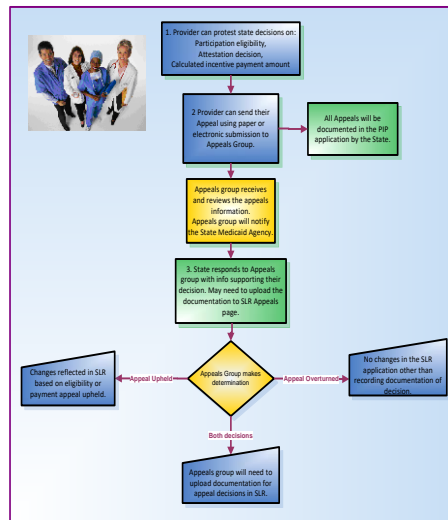 1. Provider can protest state decisions on:
Participation eligibility,
Attestation decision,
Calculated incentive payment amount
2 Provider can send their
Appeal using paper or
electronic submission to
Appeals Group.
All Appeals will be
documented in the PIP
application by the State.
Appeals group receives
and reviews the appeals
information.
Appeals group will notify
the State Medicaid Agency.
3. State responds to Appeals
group with info supporting their
decision. May need to upload the
documentation to SLR Appeals
page.
Appeals Group makes
determination
Appeal Upheld
Changes reflected in SLR
based on eligibility or
payment appeal upheld.
Appeal Overturned
No changes in the SLR
application other than
recording documentation of
decision.
Both decisions
Appeals group will need to
upload documentation for
appeal decisions in SLR.